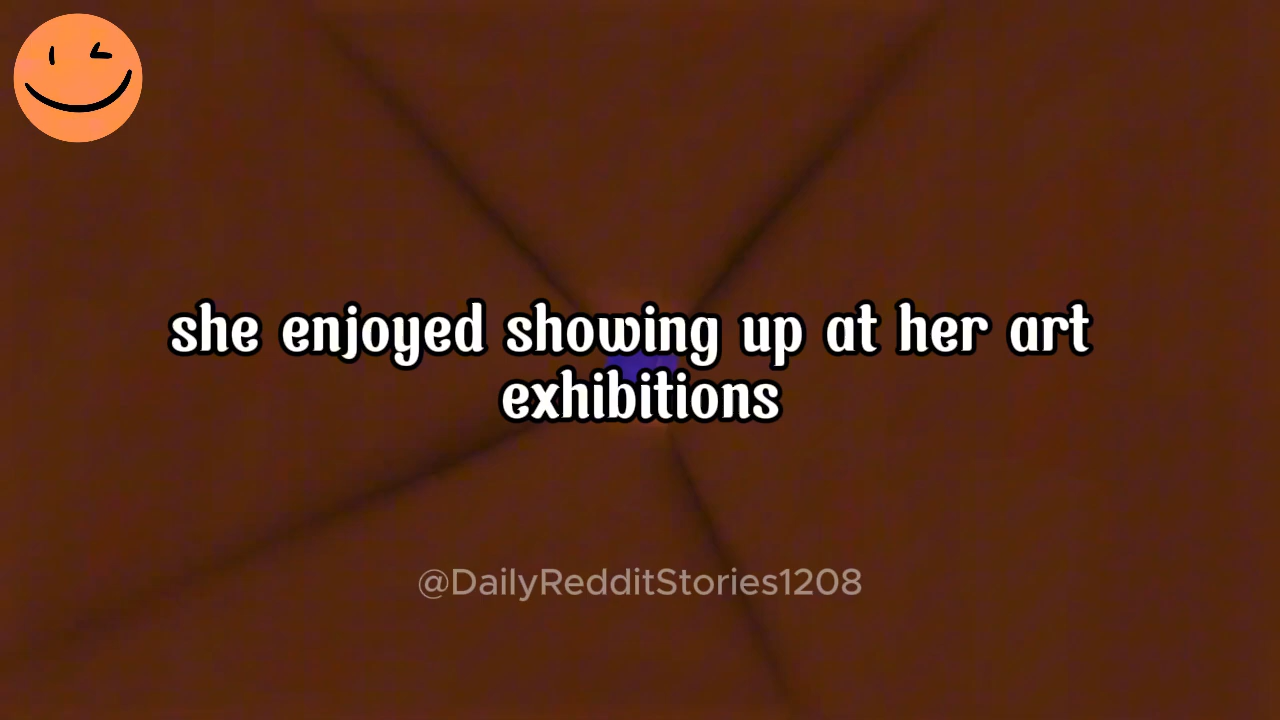 she enjoyed showing up at her art
exhibitions
@DailyRedditStories1208